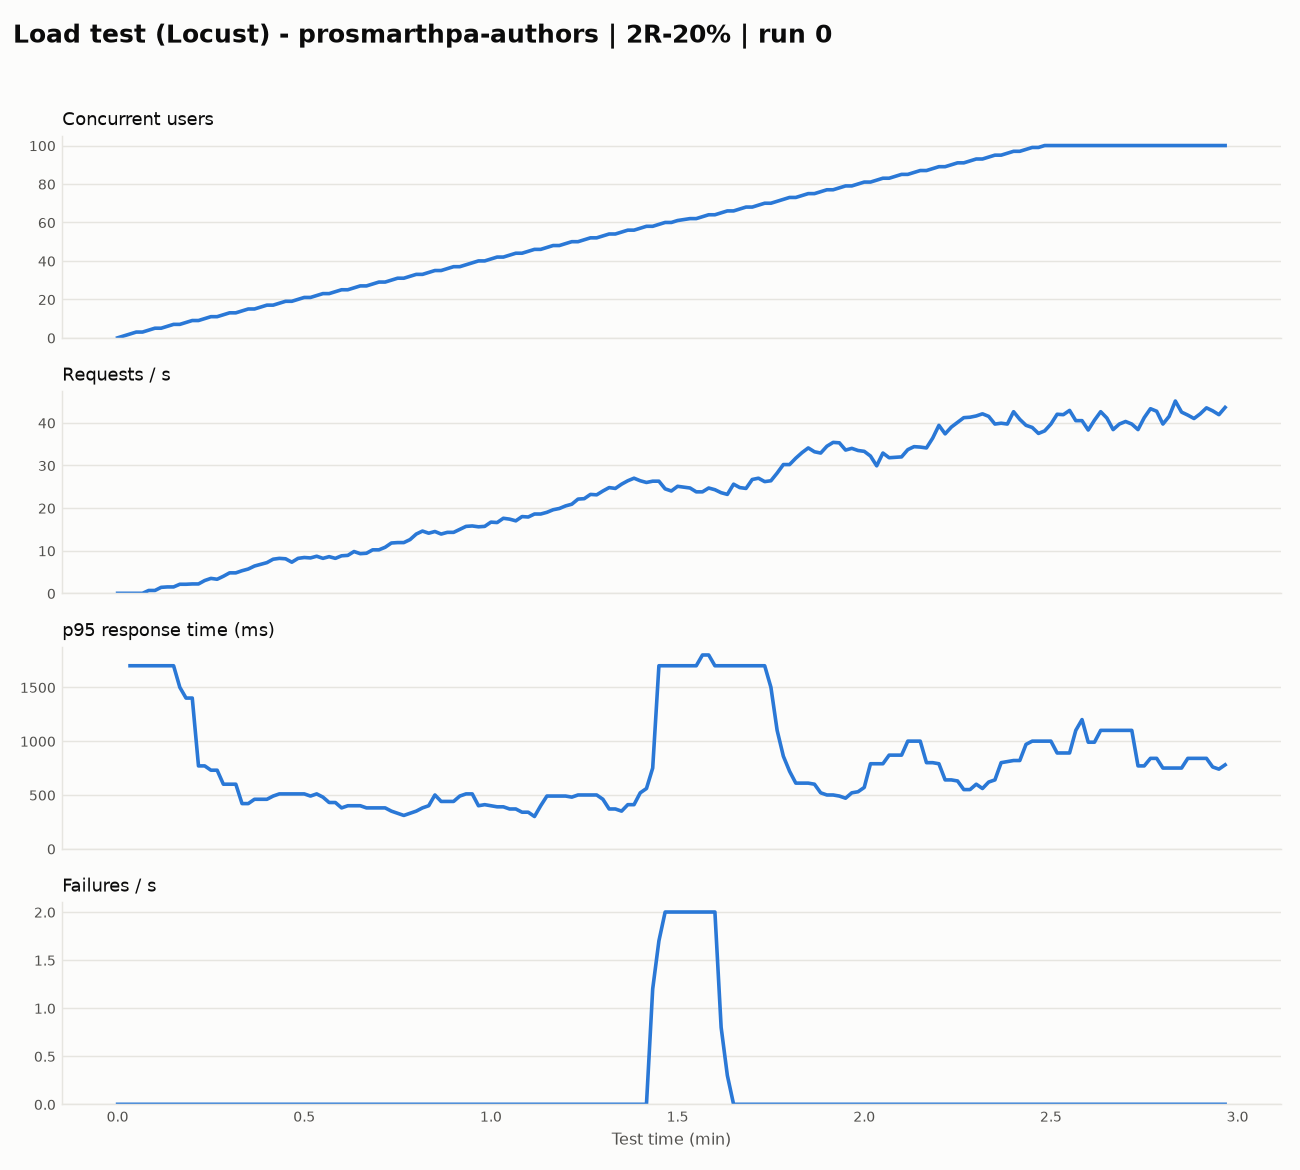 Load test (Locust) - prosmarthpa-authors | 2R-20% | run 0
Concurrent users
100
80
60
40
20
0
Requests / s
40
30
20
10
0
p95 response time (ms)
1500
1000
500
0
Failures / s
2.0
1.5
1.0
0.5
0.0
0.0 0.5 1.0 1.5 2.0 2.5 3.0
Test time (min)